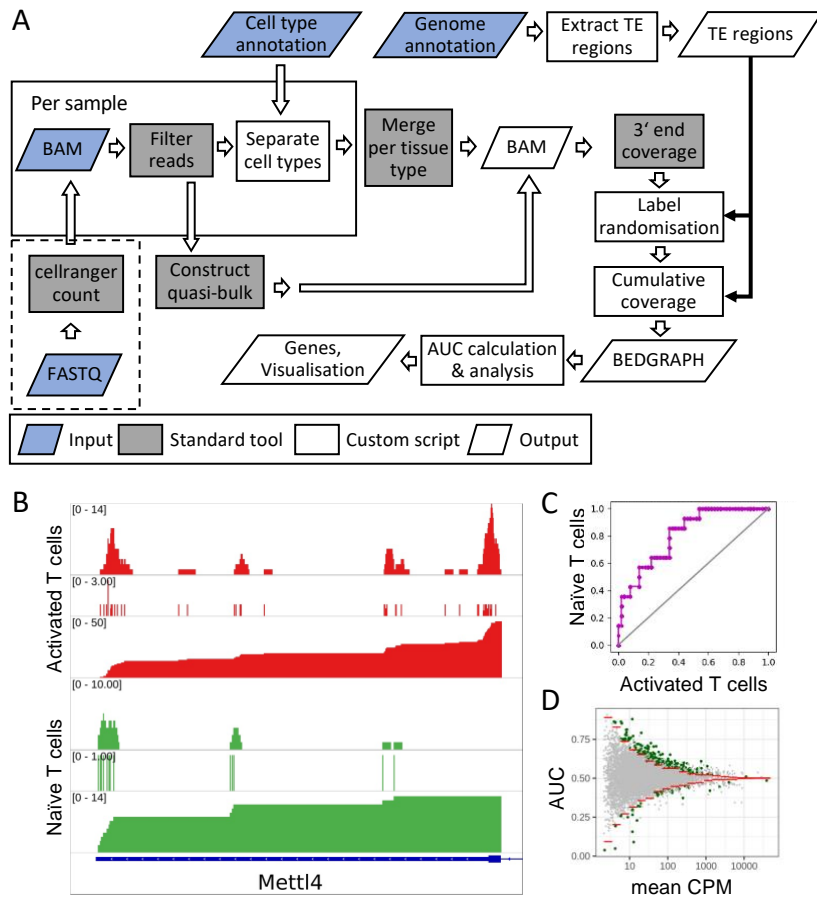 A
Cell type
annotation
Genome
annotation
Extract TE
regions
TE regions
Per sample
BAM
Filter
reads
Separate
cell types
Merge
per tissue
type
BAM
3‘ end
coverage
Label
randomisation
cellranger
count
Construct
quasi-bulk
Cumulative
coverage
FASTQ
Genes,
Visualisation
AUC calculation
& analysis
BEDGRAPH
Input
Standard tool
Custom script
Output
B
Activated T cells
[0 - 14]
[0 - 3.00]
[0 - 50]
Naïve T cells
[0 - 10.00]
[0 - 1.00]
[0 - 14]
Mettl4
C
Naïve T cells
1.0
0.8
0.6
0.4
0.2
0.0
0.0 0.2 0.4 0.6 0.8 1.0
Activated T cells
D
AUC
0.75
0.50
0.25
0.00
10 100 1000 10000
mean CPM